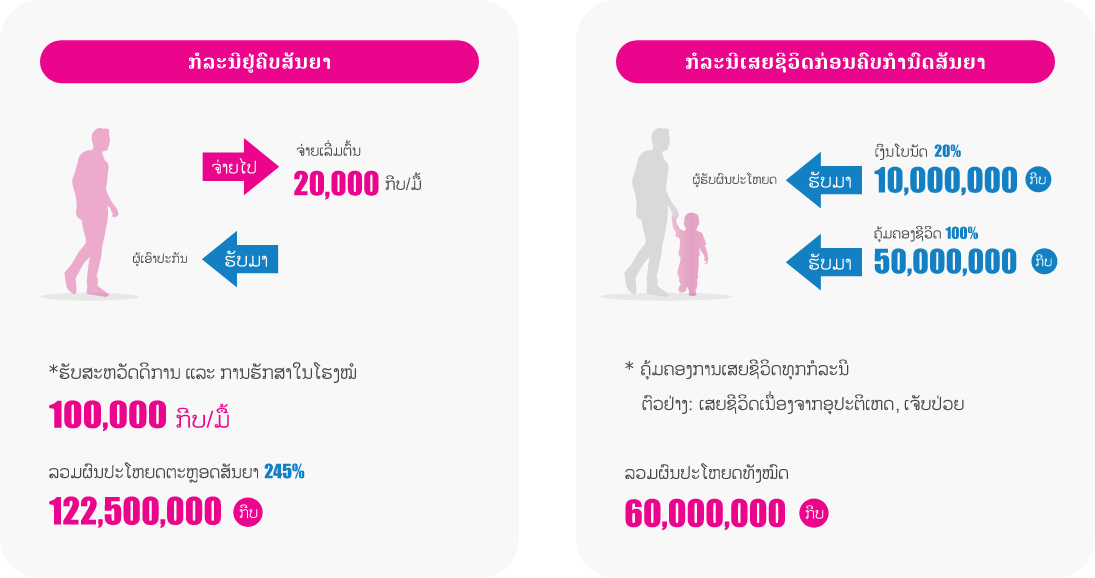 ກໍລະນີຢູ່ຄົບສັນຍາ
ຈ່າຍໄປ
ຈ່າຍເລີ່ມຕົ້ນ
20,000 ກີບ/ມື້
ຜູ້ເອົາປະກັນ
ຮັບມາ
*ຮັບສະຫວັດດີການ ແລະ ການຮັກສາໃນໂຮງໝໍ
100,000 ກີບ/ມື້
ລວມຜົນປະໂຫຍດຕະຫຼອດສັນຍາ 245%
122,500,000 ກີບ
ກໍລະນີເສຍຊີວິດກ່ອນຄົບກຳນົດສັນຍາ
ຜູ້ຮັບຜົນປະໂຫຍດ
ຮັບມາ
ເງິນໂບນັດ 20%
10,000,000 ກີບ
ຮັບມາ
ຄຸ້ມຄອງຊີວິດ 100%
50,000,000 ກີບ
* ຄຸ້ມຄອງການເສຍຊີວິດທຸກກໍລະນີ
ຕົວຢ່າງ: ເສຍຊີວິດເນື່ອງຈາກອຸປະຕິເຫດ, ເຈັບປ່ວຍ
ລວມຜົນປະໂຫຍດທັງໝົດ
60,000,000 ກີບ